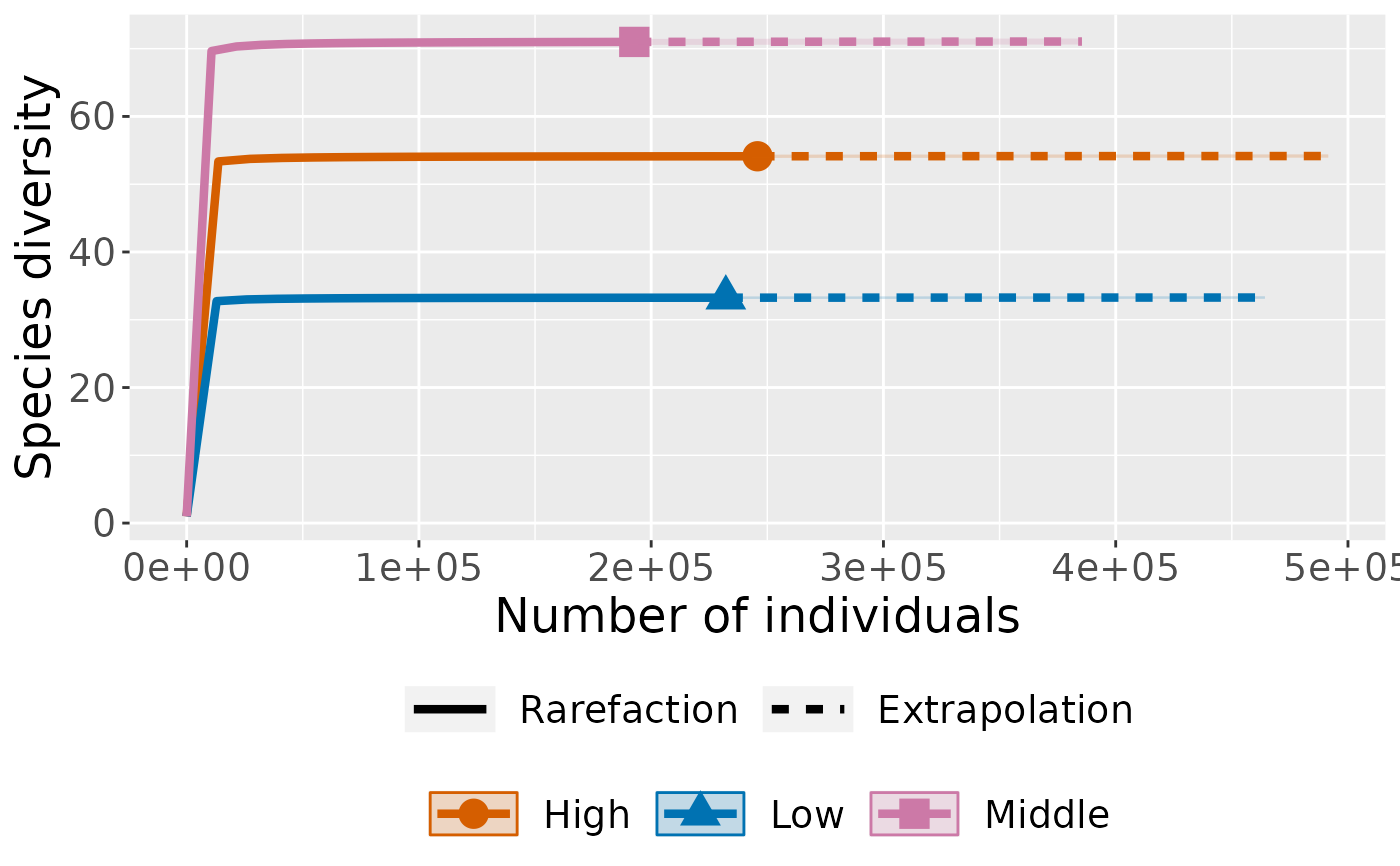 Species diversity
60
40
20
0
0e+00 1e+05 2e+05 3e+05 4e+05 5e+05
Number of individuals
Rarefaction Extrapolation
High Low Middle